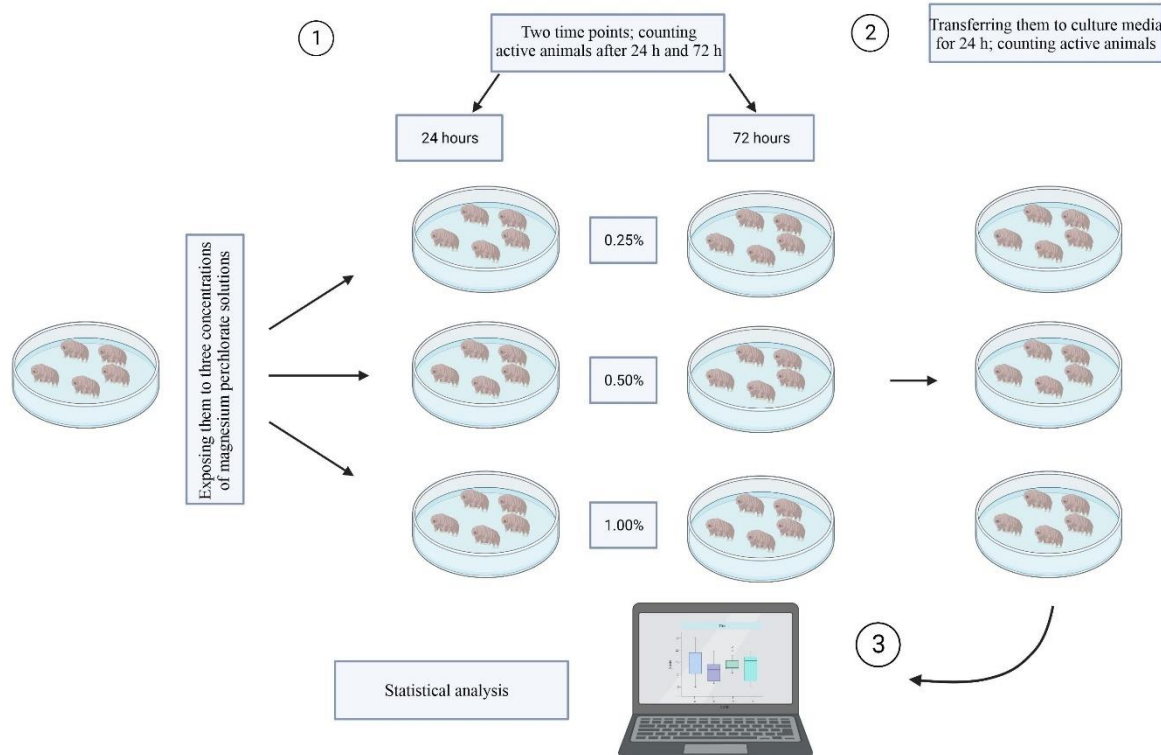 1
Two time points; counting
active animals after 24 h and 72 h
2
Transferring them to culture media
for 24 h; counting active animals
24 hours
72 hours
Exposing them to three concentrations
of magnesium perchlorate solutions
0.25%
0.50%
1.00%
3
Statistical analysis